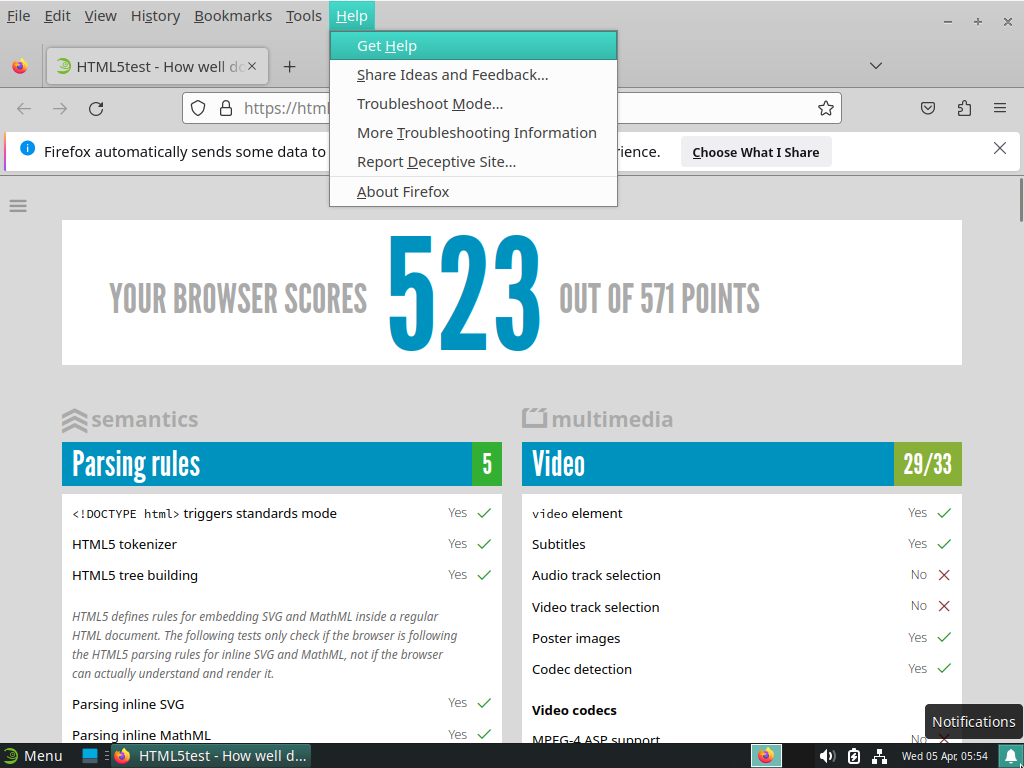 File Edit View History Bookmarks Tools Help
Get Help
Share Ideas and Feedback...
Troubleshoot Mode...
More Troubleshooting Information
Report Deceptive Site...
About Firefox
HTML5test - How well do
https://html
Firefox automatically sends some data to
rience.
Choose What I Share
YOUR BROWSER SCORES 523 OUT OF 571 POINTS
semantics
Parsing rules 5
<!DOCTYPE html> triggers standards mode Yes
HTML5 tokenizer Yes
HTML5 tree building Yes
HTML5 defines rules for embedding SVG and MathML inside a regular
HTML document. The following tests only check if the browser is following
the HTML5 parsing rules for inline SVG and MathML, not if the browser
can actually understand and render it.
Parsing inline SVG Yes
Parsing inline MathML Yes
multimedia
Video 29/33
video element Yes
Subtitles Yes
Audio track selection No
Video track selection No
Poster images Yes
Codec detection Yes
Video codecs
MPEG-4 ASP support No
Notifications
Menu
HTML5test - How well d...
Wed 05 Apr, 05:54